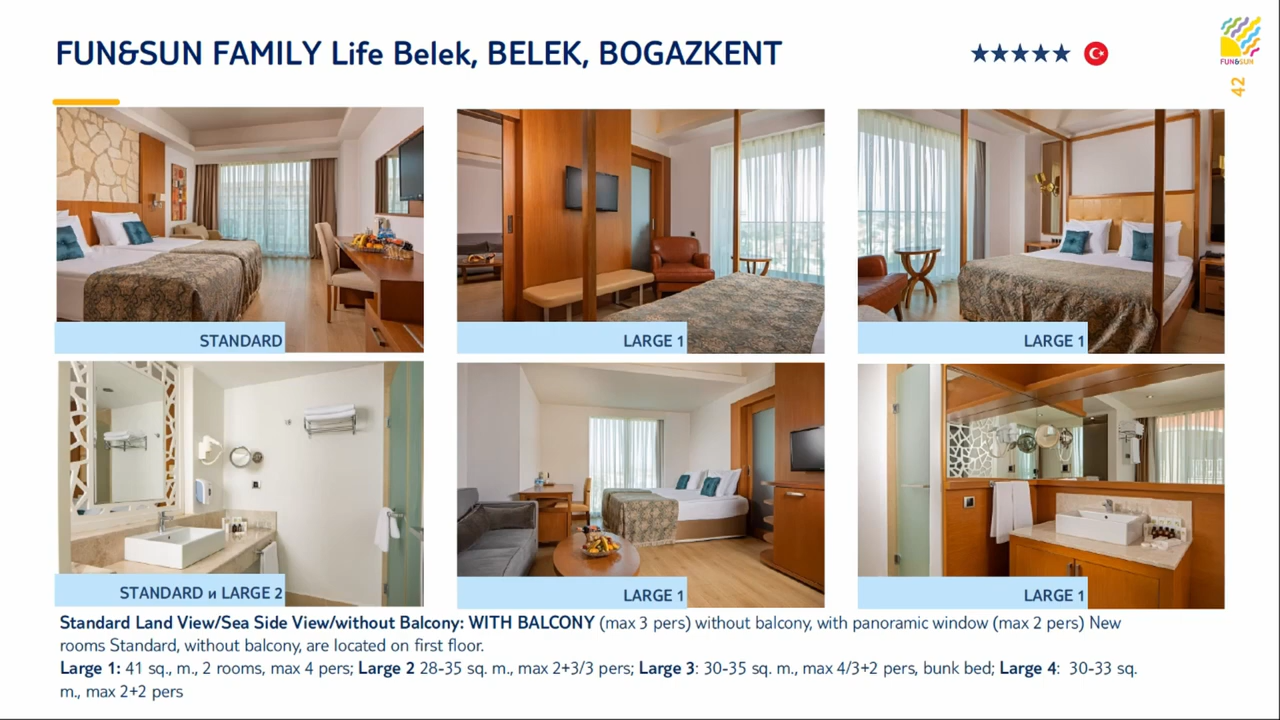 FUN&SUN FAMILY Life Belek, BELEK, BOGAZKENT
FUN&SUN
42
STANDARD
LARGE 1
LARGE 1
STANDARD и LARGE 2
LARGE 1
LARGE 1
Standard Land View/Sea Side View/without Balcony: WITH BALCONY (max 3 pers) without balcony, with panoramic window (max 2 pers) New
rooms Standard, without balcony, are located on first floor.
Large 1: 41 sq., m., 2 rooms, max 4 pers; Large 2 28-35 sq. m., max 2+3/3 pers; Large 3: 30-35 sq. m., max 4/3+2 pers, bunk bed; Large 4: 30-33 sq.
m., max 2+2 pers